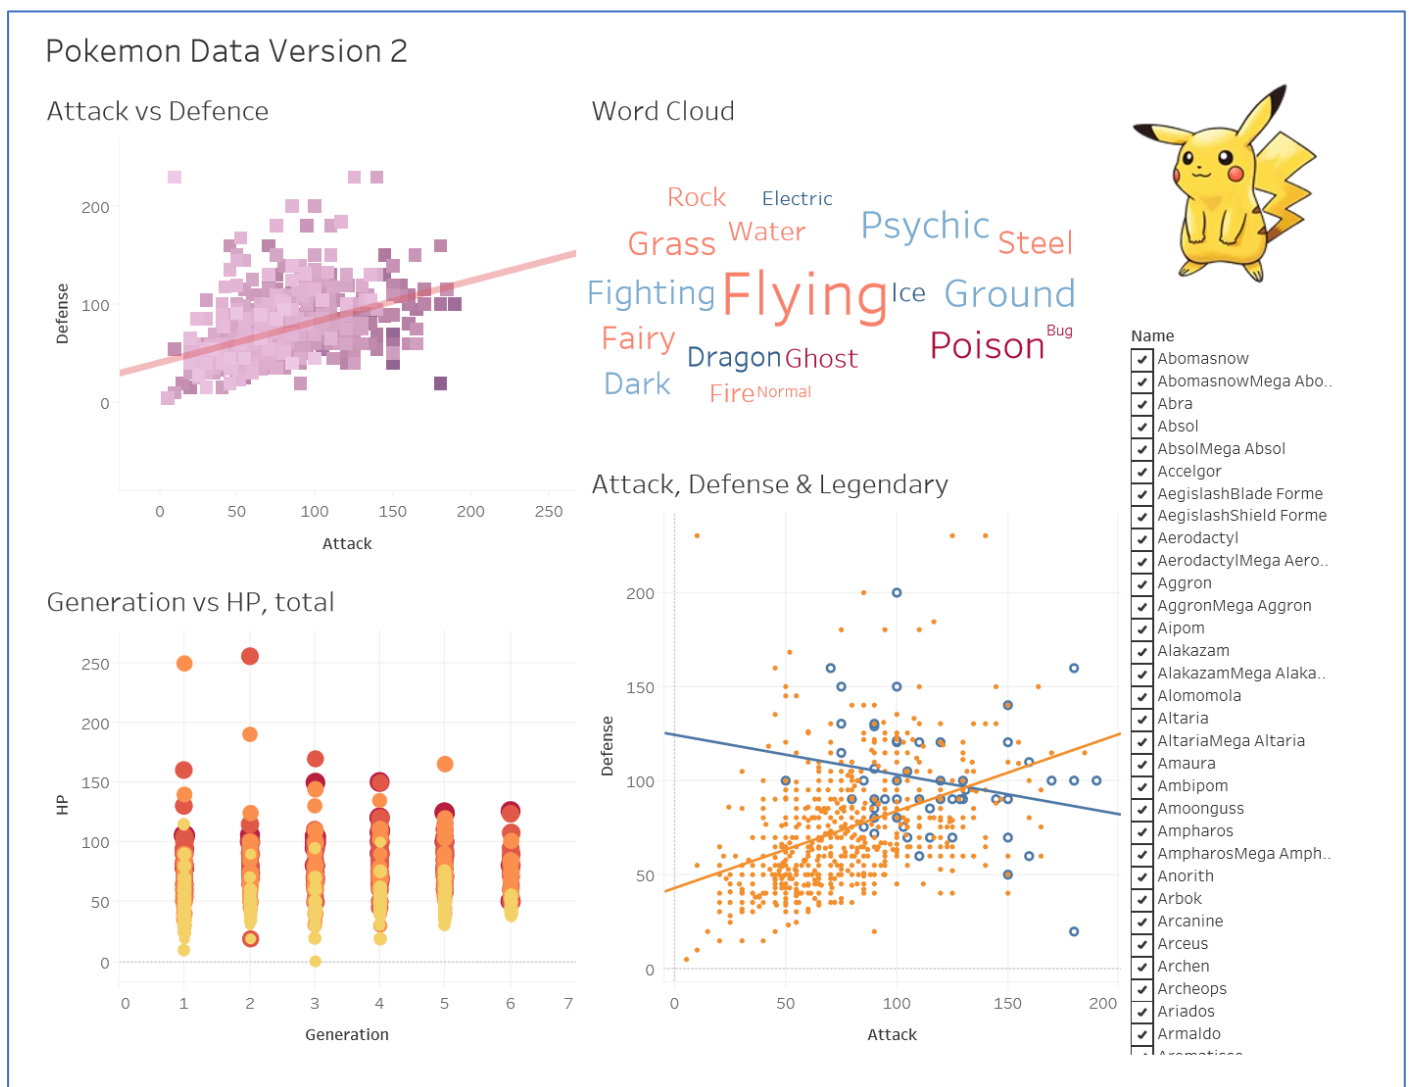 Pokemon Data Version 2
Attack vs Defence
200
100
0
Defense
0 50 100 150 200 250
Attack
Word Cloud
Rock Electric
Psychic
Grass Water Steel
Fighting Flying Ice Ground
Fairy Poison Bug
Dragon Ghost
Dark Fire Normal
Generation vs HP, total
250
200
150
100
50
0
HP
0 1 2 3 4 5 6 7
Generation
Attack, Defense & Legendary
200
150
100
50
0
Defense
0 50 100 150 200
Attack
Name
Abomasnow
AbomasnowMega Abo..
Abra
Absol
AbsolMega Absol
Accelgor
AegislashBlade Forme
AegislashShield Forme
Aerodactyl
AerodactylMega Aero..
Aggron
AggronMega Aggron
Aipom
Alakazam
AlakazamMega Alaka..
Alomomola
Altaria
AltariaMega Altaria
Amaura
Ambipom
Amoonguss
Ampharos
AmpharosMega Amph..
Anorith
Arbok
Arcanine
Arceus
Archen
Archeops
Ariados
Armaldo